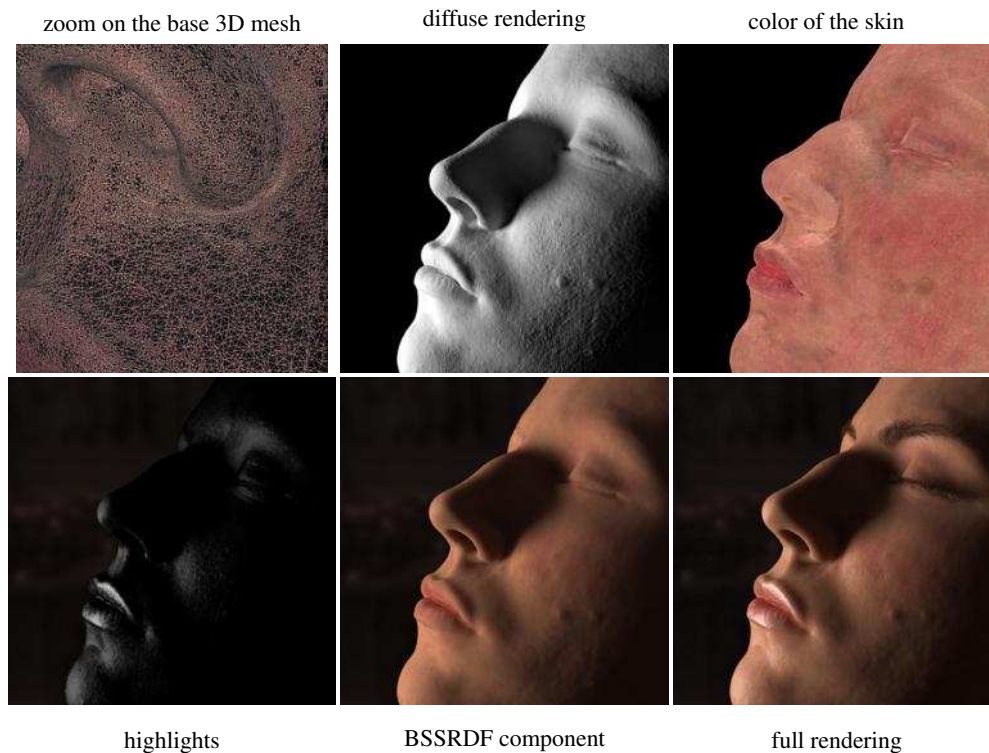 zoom on the base 3D mesh
diffuse rendering
color of the skin
highlights
BSSRDF component
full rendering